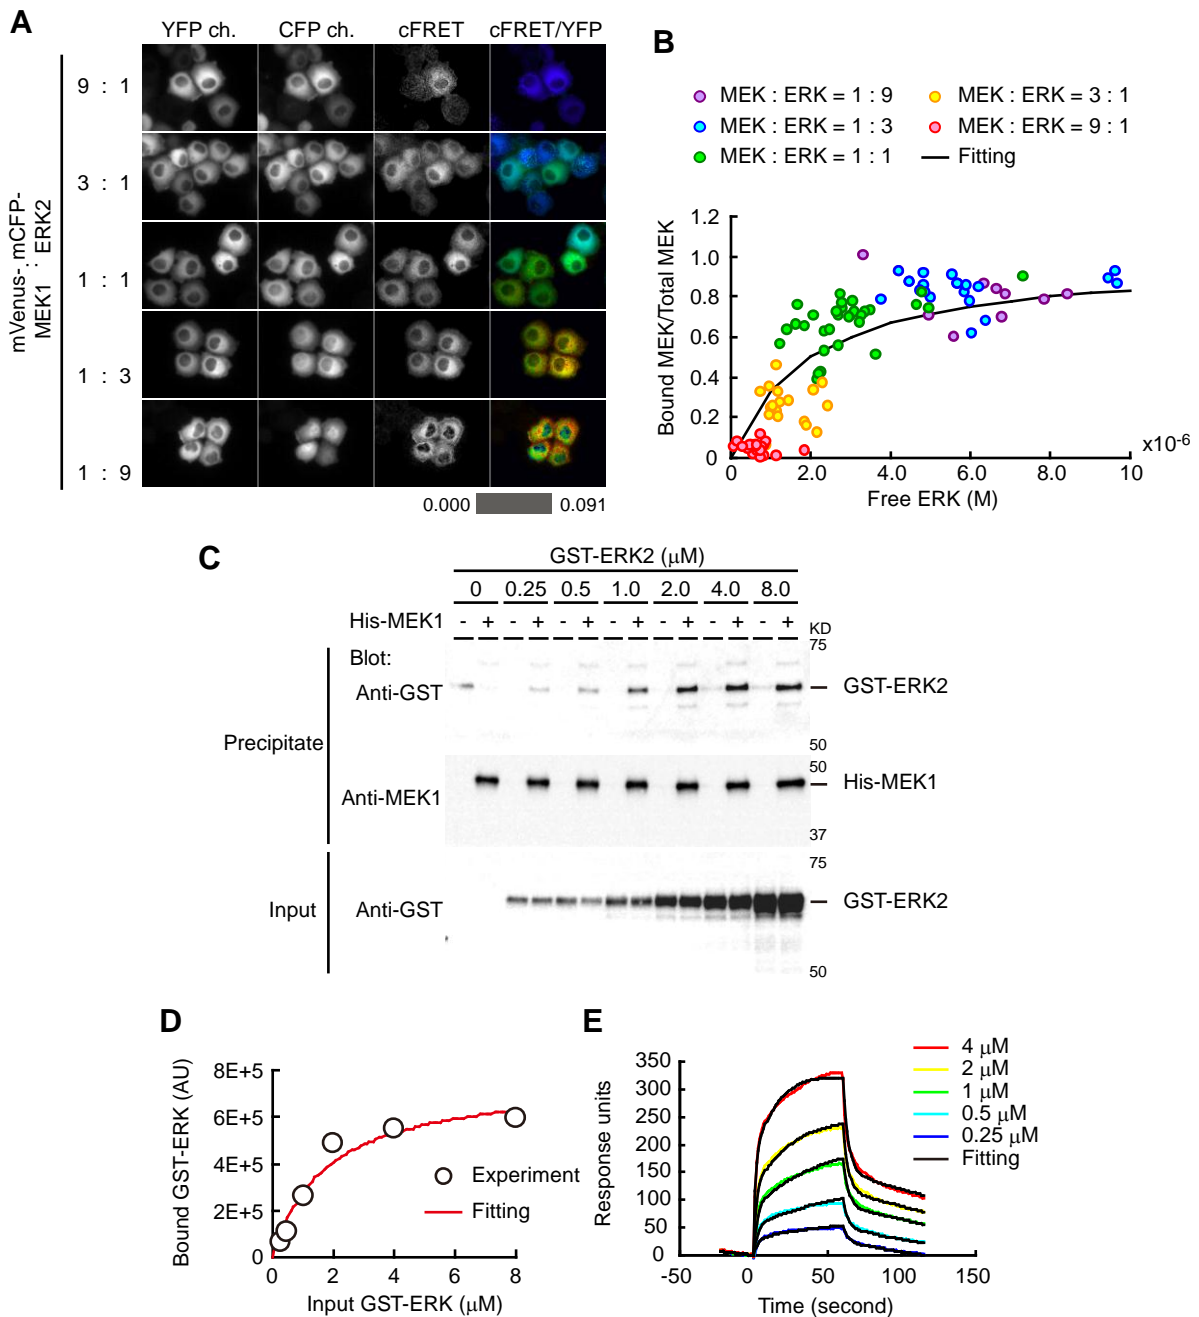 A
YFP ch. CFP ch. cFRET cFRET/YFP
mVenus- : mCFP-
MEK1 : ERK2
9 : 1
3 : 1
1 : 1
1 : 3
1 : 9
0.000 0.091
B
MEK : ERK = 1 : 9
MEK : ERK = 1 : 3
MEK : ERK = 1 : 1
MEK : ERK = 3 : 1
MEK : ERK = 9 : 1
Fitting
Bound MEK/Total MEK
1.2
1.0
0.8
0.6
0.4
0.2
0
0 2.0 4.0 6.0 8.0 10
x10-6
Free ERK (M)
C
GST-ERK2 (μM)
0 0.25 0.5 1.0 2.0 4.0 8.0
His-MEK1 - + - + - + - + - + - + - +
KD
Precipitate
Blot:
Anti-GST
75
GST-ERK2
50
Anti-MEK1
50
His-MEK1
37
Input
Anti-GST
75
GST-ERK2
50
D
Bound GST-ERK (AU)
8E+5
6E+5
4E+5
2E+5
0
0 2 4 6 8
Input GST-ERK (μM)
Experiment
Fitting
E
Response units
350
300
250
200
150
100
50
0
-50 0 50 100 150
Time (second)
4 μM
2 μM
1 μM
0.5 μM
0.25 μM
Fitting